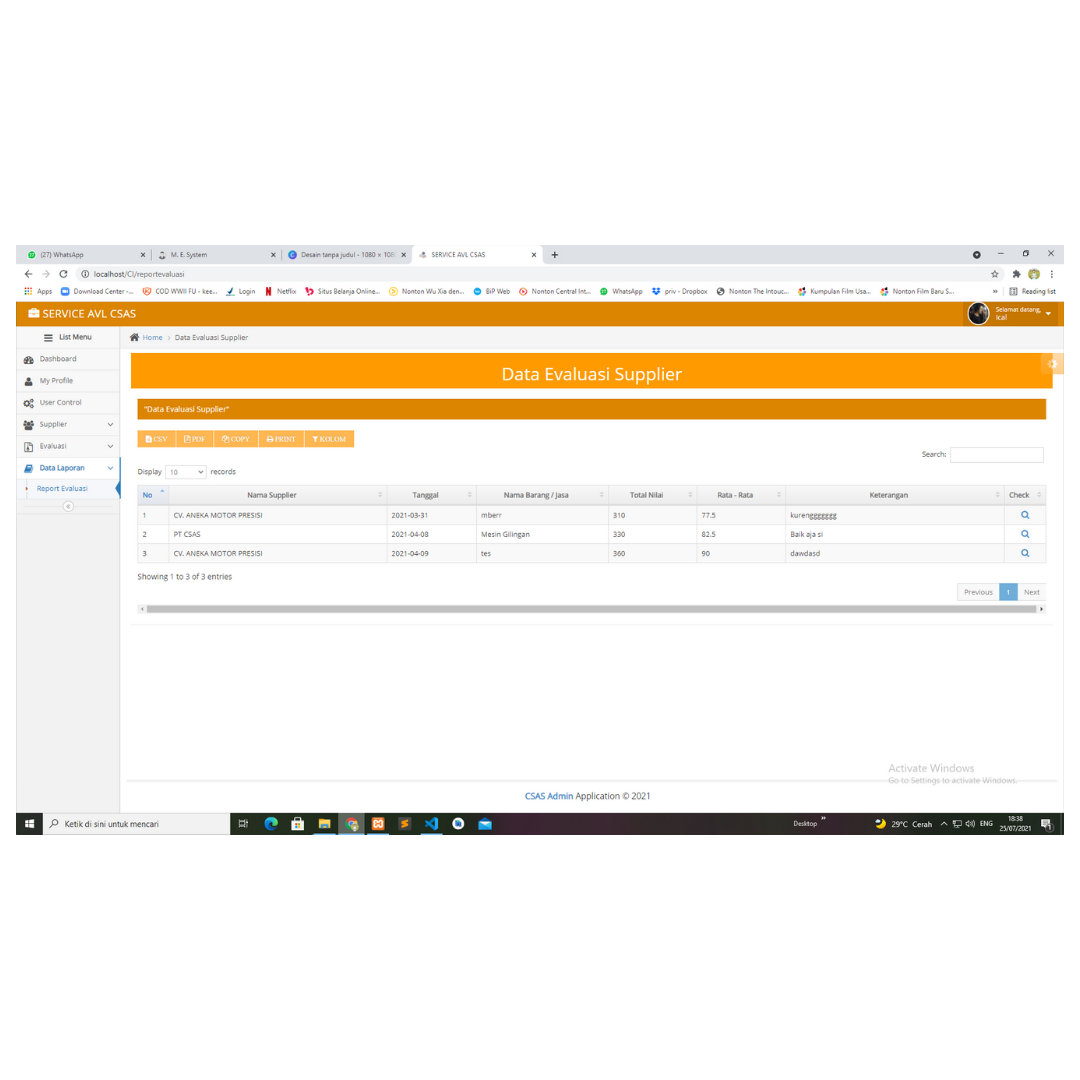 (27) WhatsApp
M. E. System
Desain tanpa judul - 1080 × 108
SERVICE AVL CSAS
localhost/CI/reportevaluasi
Apps Download Center -... COD WWII FU - kee... Login Netflix Situs Belanja Online... Nonton Wu Xia den... BiP Web Nonton Central Int... WhatsApp priv - Dropbox Nonton The Intouc... Kumpulan Film Usa... Nonton Film Baru S... » Reading list
SERVICE AVL CSAS
Selamat datang,
Ical
List Menu
Home > Data Evaluasi Supplier
Dashboard
My Profile
User Control
Supplier
Evaluasi
Data Laporan
Report Evaluasi
Data Evaluasi Supplier
"Data Evaluasi Supplier"
CSV PDF COPY PRINT KOLOM
Search:
Display 10 records
No Nama Supplier Tanggal Nama Barang / Jasa Total Nilai Rata - Rata Keterangan Check
1 CV. ANEKA MOTOR PRESISI 2021-03-31 mberr 310 77.5 kurenggggggg
2 PT CSAS 2021-04-08 Mesin Gilingan 330 82.5 Baik aja si
3 CV. ANEKA MOTOR PRESISI 2021-04-09 tes 360 90 dawdasd
Showing 1 to 3 of 3 entries
Previous 1 Next
Activate Windows
Go to Settings to activate Windows.
CSAS Admin Application © 2021
Ketik di sini untuk mencari
Desktop » 29°C Cerah ENG
18:38
25/07/2021
1